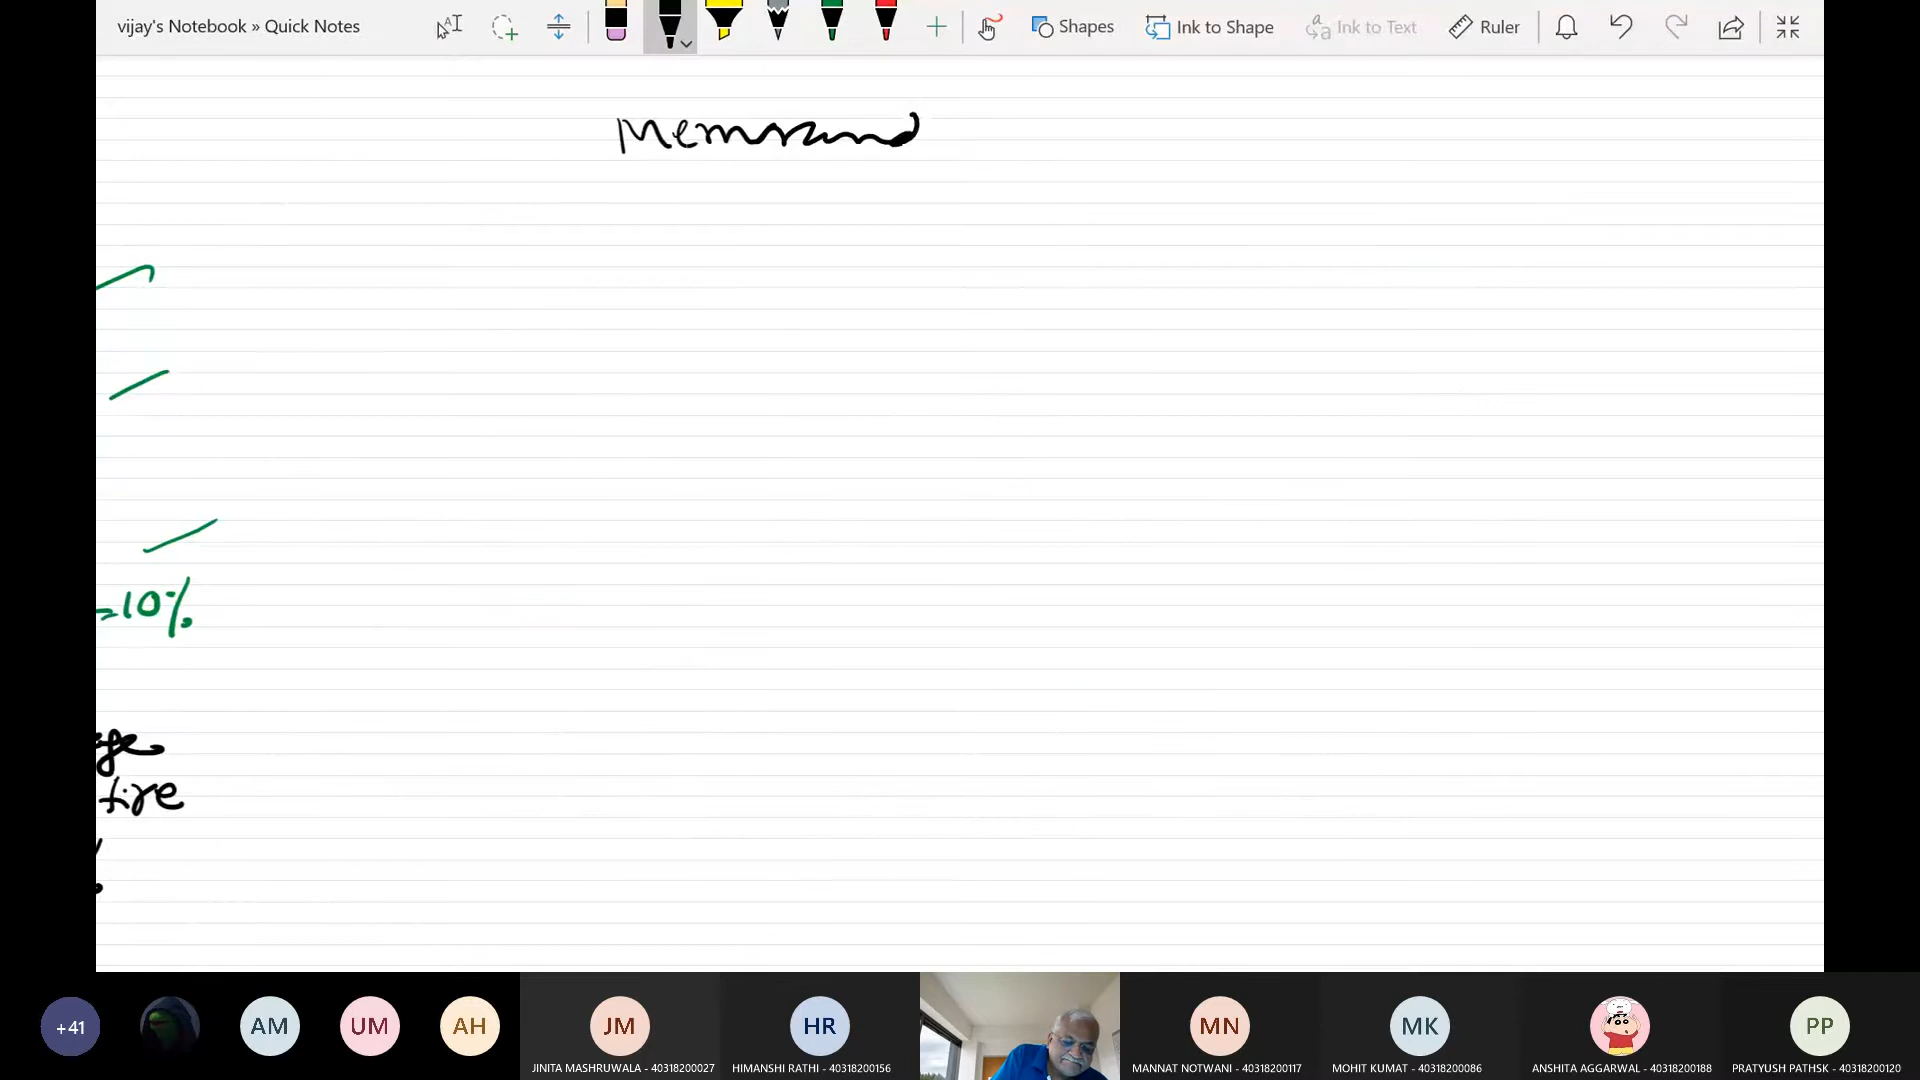 vijay's Notebook » Quick Notes
Shapes
Ink to Shape
Ink to Text
Ruler
Memorand
=10%
+41
AM
UM
AH
JM
HR
MN
MK
PP
JINITA MASHRUWALA - 40318200027
HIMANSHI RATHI - 40318200156
MANNAT NOTWANI - 40318200117
MOHIT KUMAT - 40318200086
ANSHITA AGGARWAL - 40318200188
PRATYUSH PATHSK - 40318200120